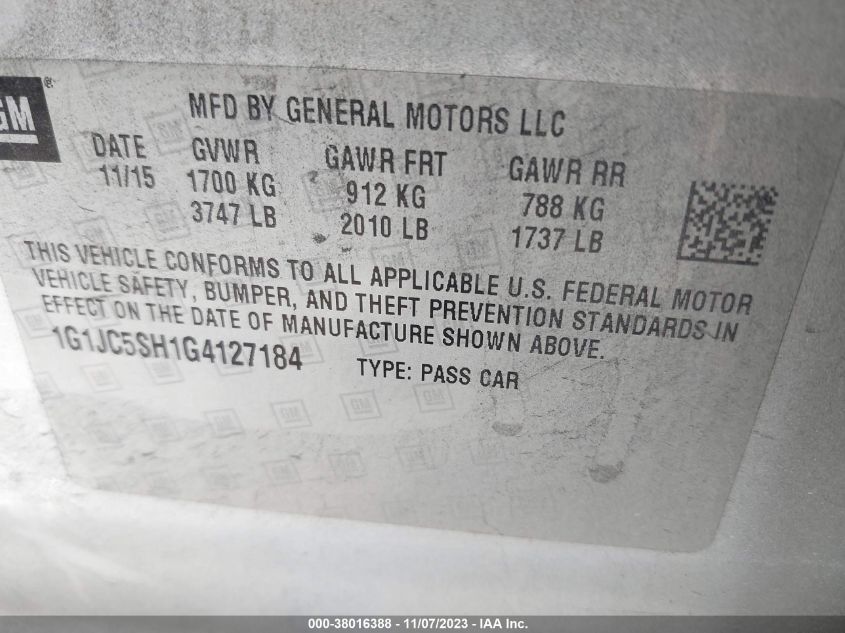 GM ®
MFD BY GENERAL MOTORS LLC
DATE GVWR GAWR FRT GAWR RR
11/15 1700 KG 912 KG 788 KG
3747 LB 2010 LB 1737 LB
THIS VEHICLE CONFORMS TO ALL APPLICABLE U.S. FEDERAL MOTOR
VEHICLE SAFETY, BUMPER, AND THEFT PREVENTION STANDARDS IN
EFFECT ON THE DATE OF MANUFACTURE SHOWN ABOVE.
1G1JC5SH1G4127184 TYPE: PASS CAR
000-38016388 - 11/07/2023 - IAA Inc.